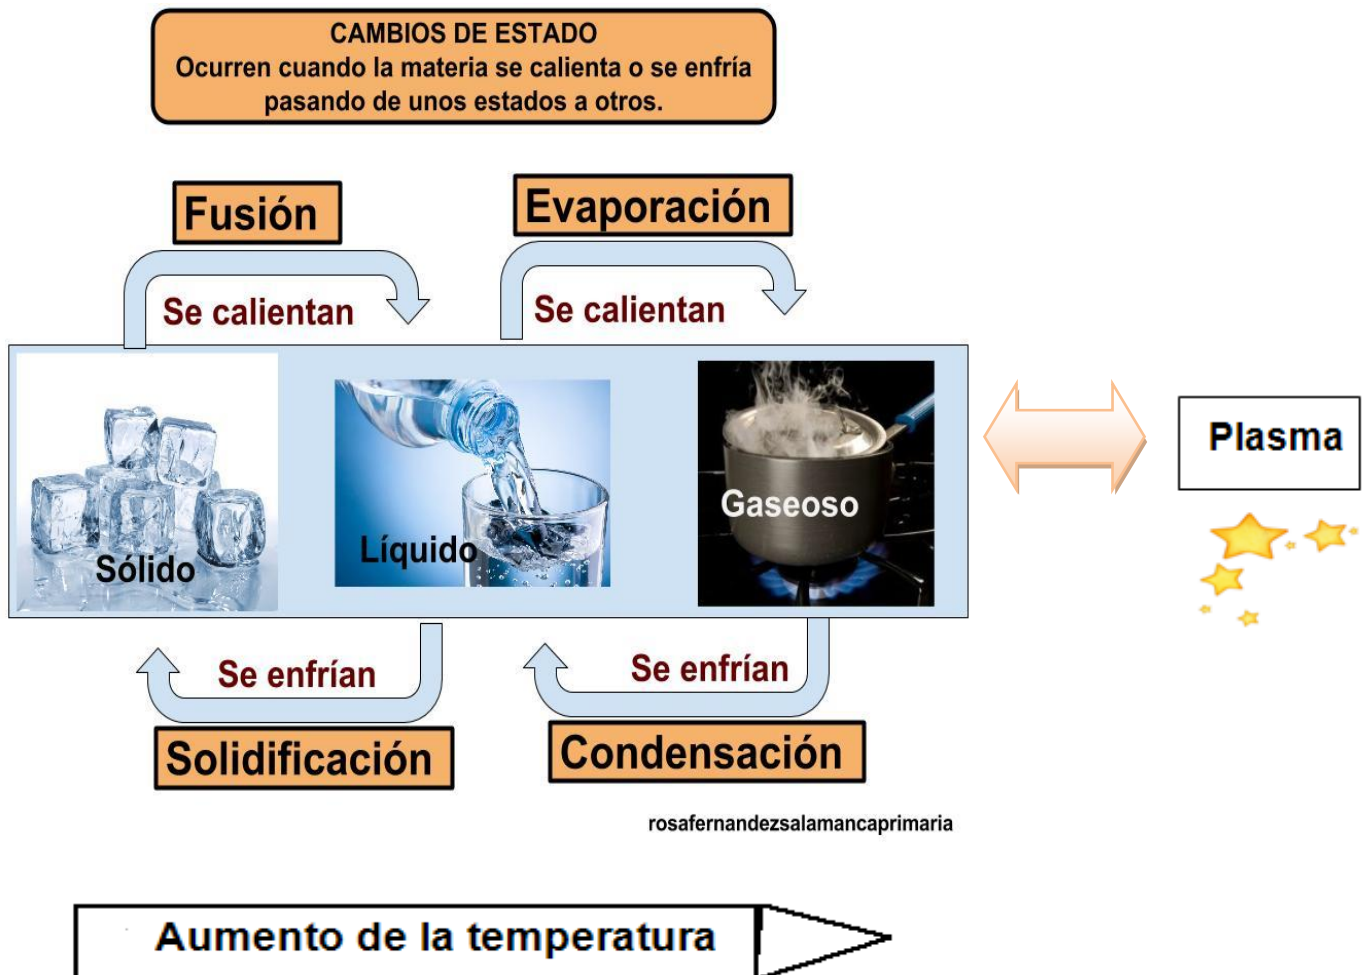 CAMBIOS DE ESTADO
Ocurren cuando la materia se calienta o se enfría
pasando de unos estados a otros.
Fusión
Evaporación
Se calientan
Se calientan
Sólido
Líquido
Gaseoso
Plasma
Se enfrían
Se enfrían
Solidificación
Condensación
rosafernandezsalamancaprimaria
Aumento de la temperatura